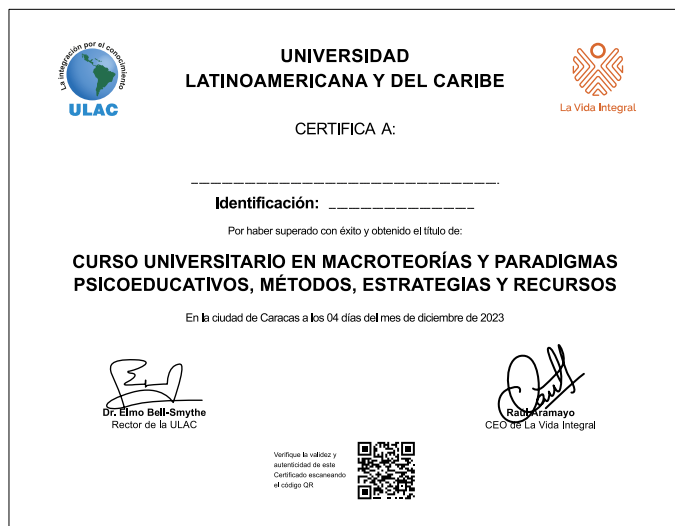 La integración por el conocimiento
ULAC
UNIVERSIDAD
LATINOAMERICANA Y DEL CARIBE
La Vida Integral
CERTIFICA A:
Identificación:
Por haber superado con éxito y obtenido el título de:
CURSO UNIVERSITARIO EN MACROTEORÍAS Y PARADIGMAS
PSICOEDUCATIVOS, MÉTODOS, ESTRATEGIAS Y RECURSOS
En la ciudad de Caracas a los 04 días del mes de diciembre de 2023
Dr. Elmo Bell-Smythe
Rector de la ULAC
Raúl Aramayo
CEO de La Vida Integral
Verifique la validez y
autenticidad de este
Certificado escaneando
el código QR